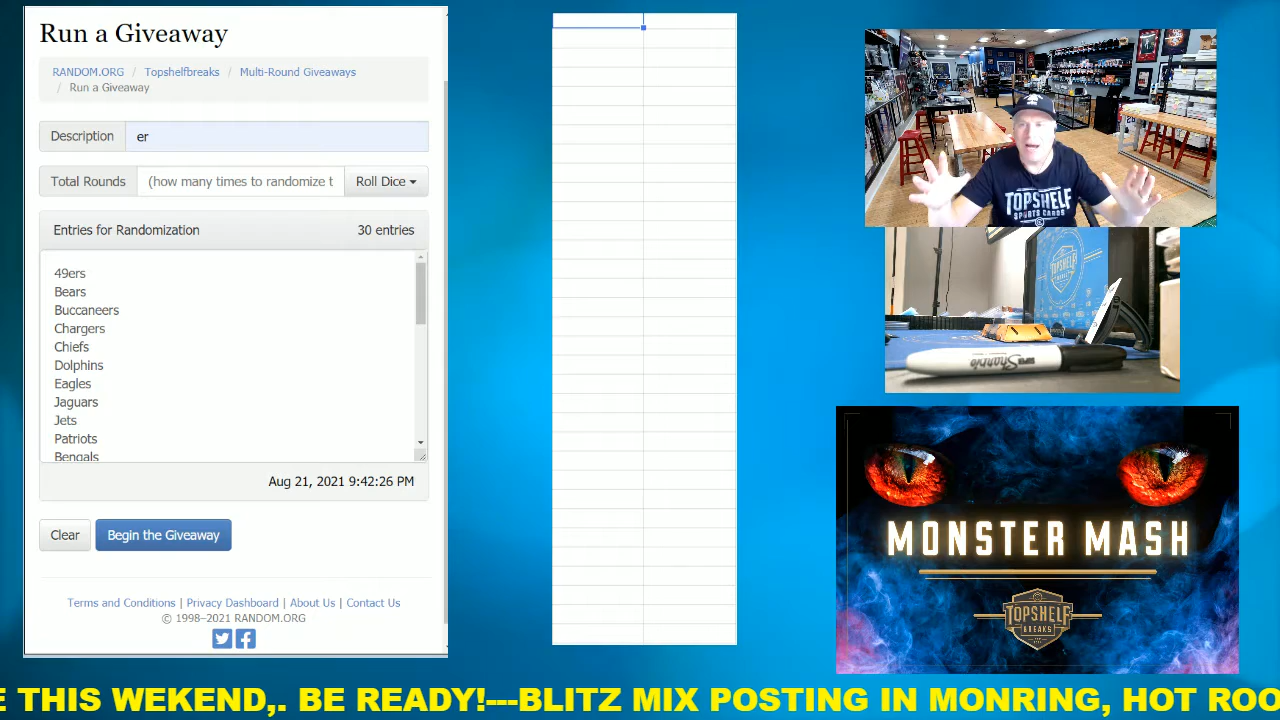 Run a Giveaway
RANDOM.ORG / Topshelfbreaks / Multi-Round Giveaways
/ Run a Giveaway
Description er
Total Rounds (how many times to randomize t Roll Dice
Entries for Randomization 30 entries
49ers
Bears
Buccaneers
Chargers
Chiefs
Dolphins
Eagles
Jaguars
Jets
Patriots
Bengals
Aug 21, 2021 9:42:26 PM
Clear Begin the Giveaway
Terms and Conditions | Privacy Dashboard | About Us | Contact Us
© 1998–2021 RANDOM.ORG
TOPSHELF
SPORTS CARDS
TOPSHELF
SUPER Sharpie
MONSTER MASH
TOPSHELF
BREAKS
E THIS WEKEND,. BE READY!---BLITZ MIX POSTING IN MONRING, HOT ROO